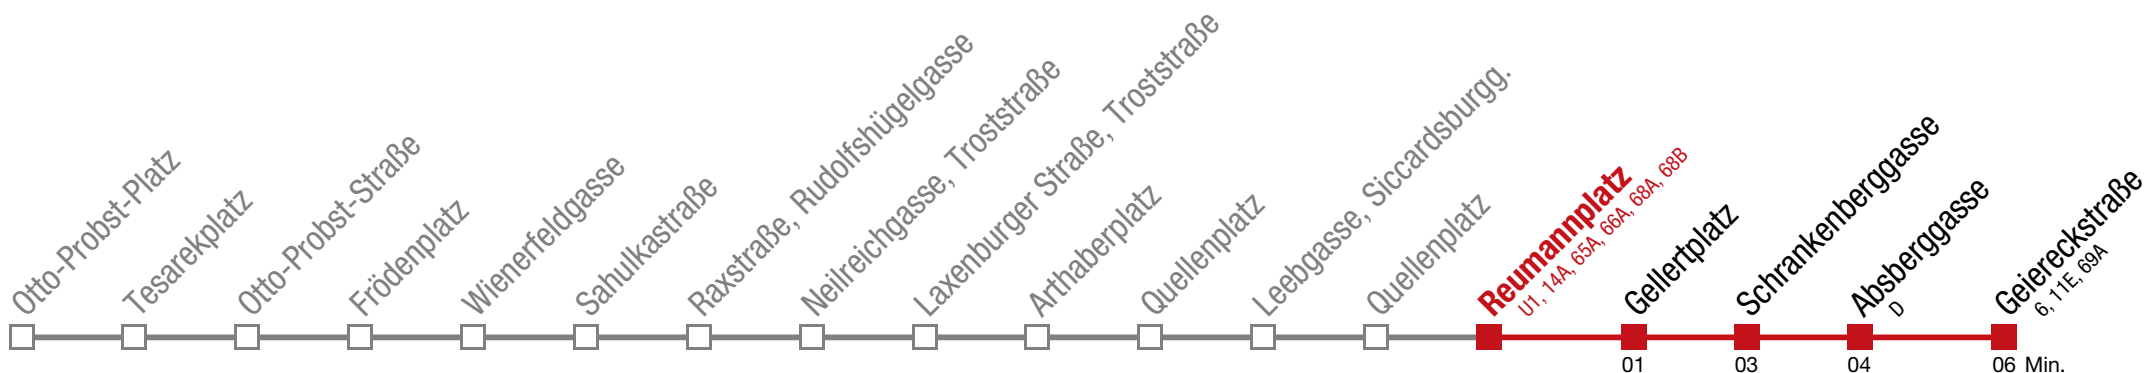 Otto-Probst-Platz
Tesarekplatz
Otto-Probst-Straße
Frödenplatz
Wienerfeldgasse
Sahulkastraße
Raxstraße, Rudolfshügelgasse
Neilreichgasse, Troststraße
Laxenburger Straße, Troststraße
Arthaberplatz
Quellenplatz
Leebgasse, Siccardsburgg.
Quellenplatz
Reumannplatz
U1, 14A, 65A, 66A, 68A, 68B
Gellertplatz
Schrankenberggasse
Absberggasse
D
Geiereckstraße
6, 11E, 69A
01 03 04 06 Min.